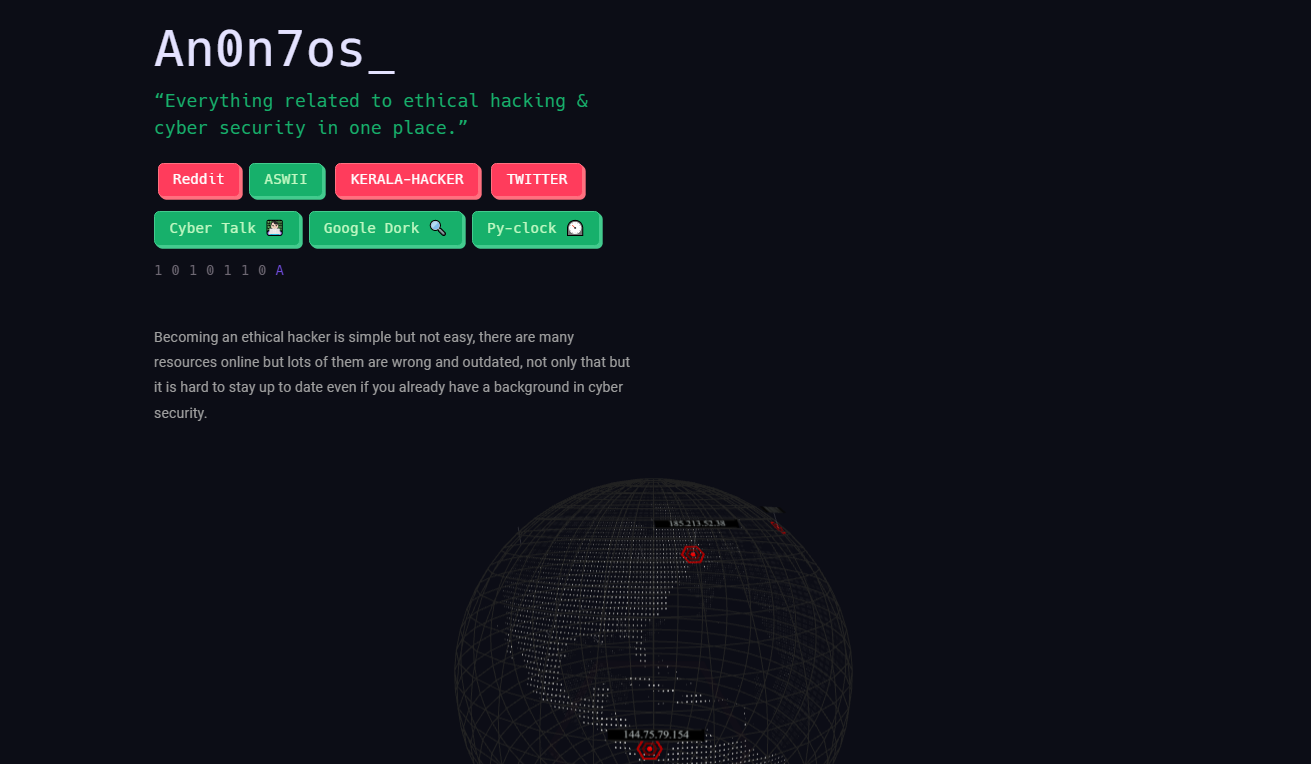 An0n7os_
“Everything related to ethical hacking &
cyber security in one place.”
Reddit ASWII KERALA-HACKER TWITTER
Cyber Talk Google Dork Py-clock
1 0 1 0 1 1 0 A
Becoming an ethical hacker is simple but not easy, there are many
resources online but lots of them are wrong and outdated, not only that but
it is hard to stay up to date even if you already have a background in cyber
security.
185.213.52.38
144.75.79.154